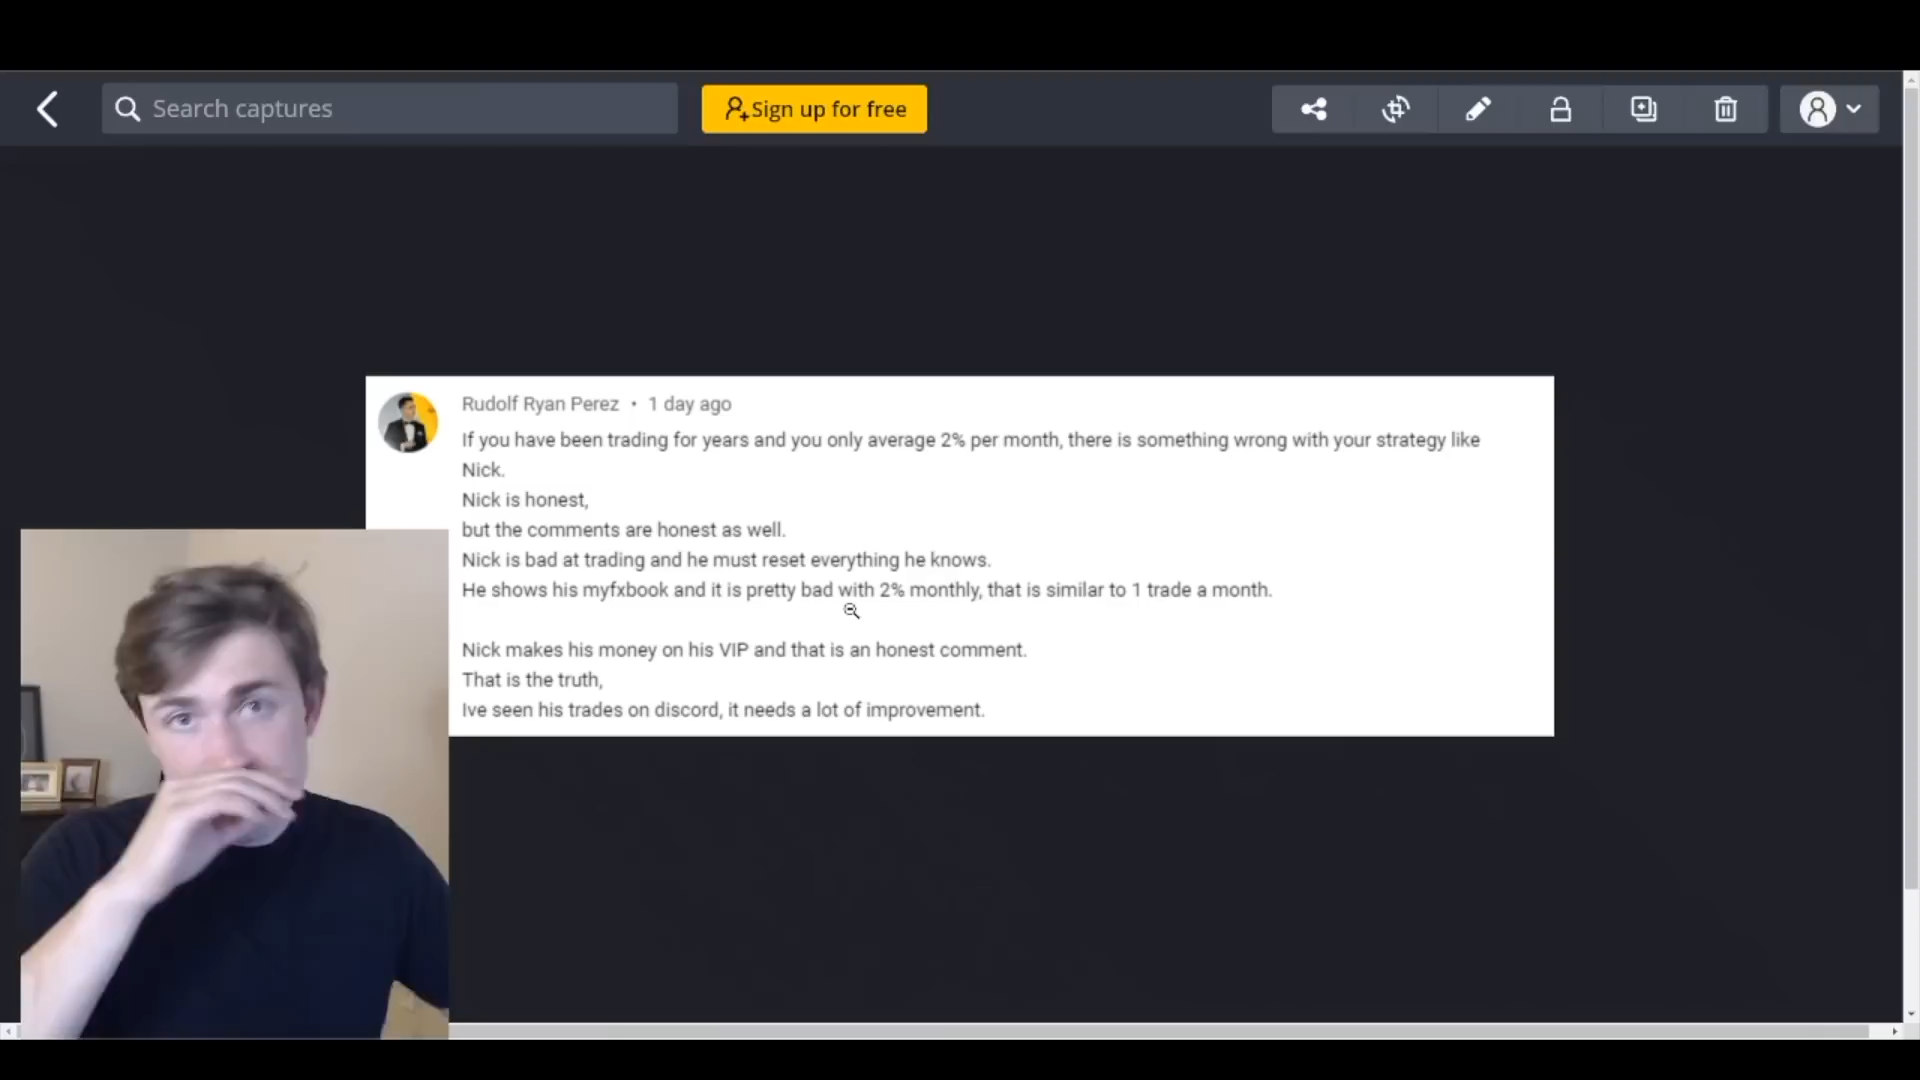 Search captures
Sign up for free
Rudolf Ryan Perez • 1 day ago
If you have been trading for years and you only average 2% per month, there is something wrong with your strategy like
Nick.
Nick is honest,
but the comments are honest as well.
Nick is bad at trading and he must reset everything he knows.
He shows his myfxbook and it is pretty bad with 2% monthly, that is similar to 1 trade a month.
Nick makes his money on his VIP and that is an honest comment.
That is the truth,
Ive seen his trades on discord, it needs a lot of improvement.